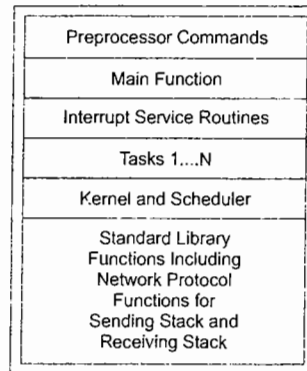 Preprocessor Commands
Main Function
Interrupt Service Routines
Tasks 1....N
Kernel and Scheduler
Standard Library
Functions Including
Network Protocol
Functions for
Sending Stack and
Receiving Stack